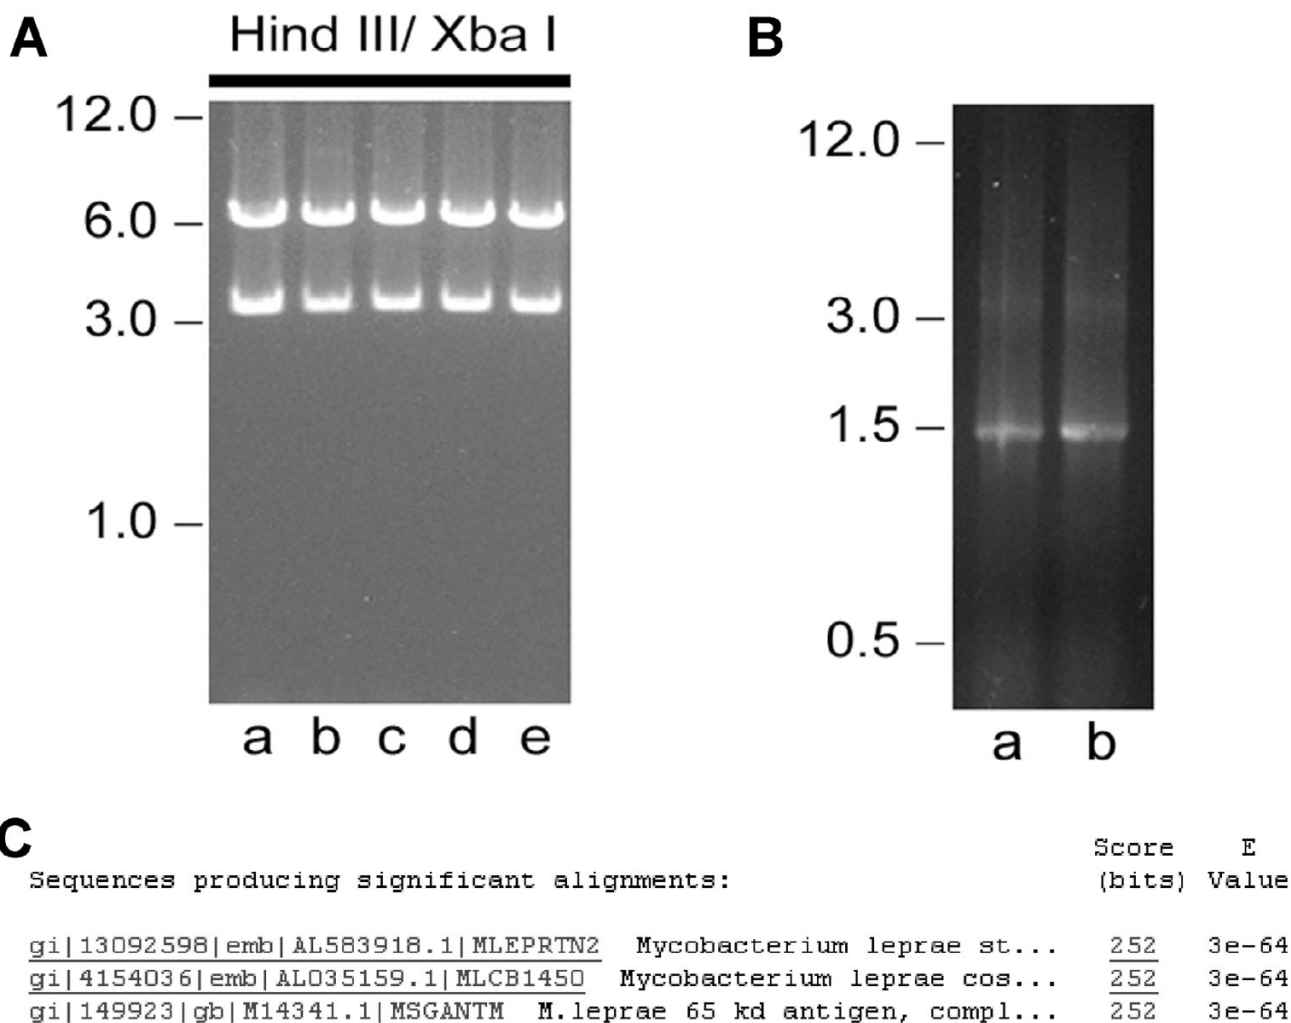 A
Hind III/ Xba I
12.0
6.0
3.0
1.0
a b c d e
B
12.0
3.0
1.5
0.5
a b
C
Score E
Sequences producing significant alignments: (bits) Value
gi|13092598|emb|AL583918.1|MLEPRTN2 Mycobacterium leprae st... 252 3e-64
gi|4154036|emb|AL035159.1|MLCB1450 Mycobacterium leprae cos... 252 3e-64
gi|149923|gb|M14341.1|MSGANTM M.leprae 65 kd antigen, compl... 252 3e-64